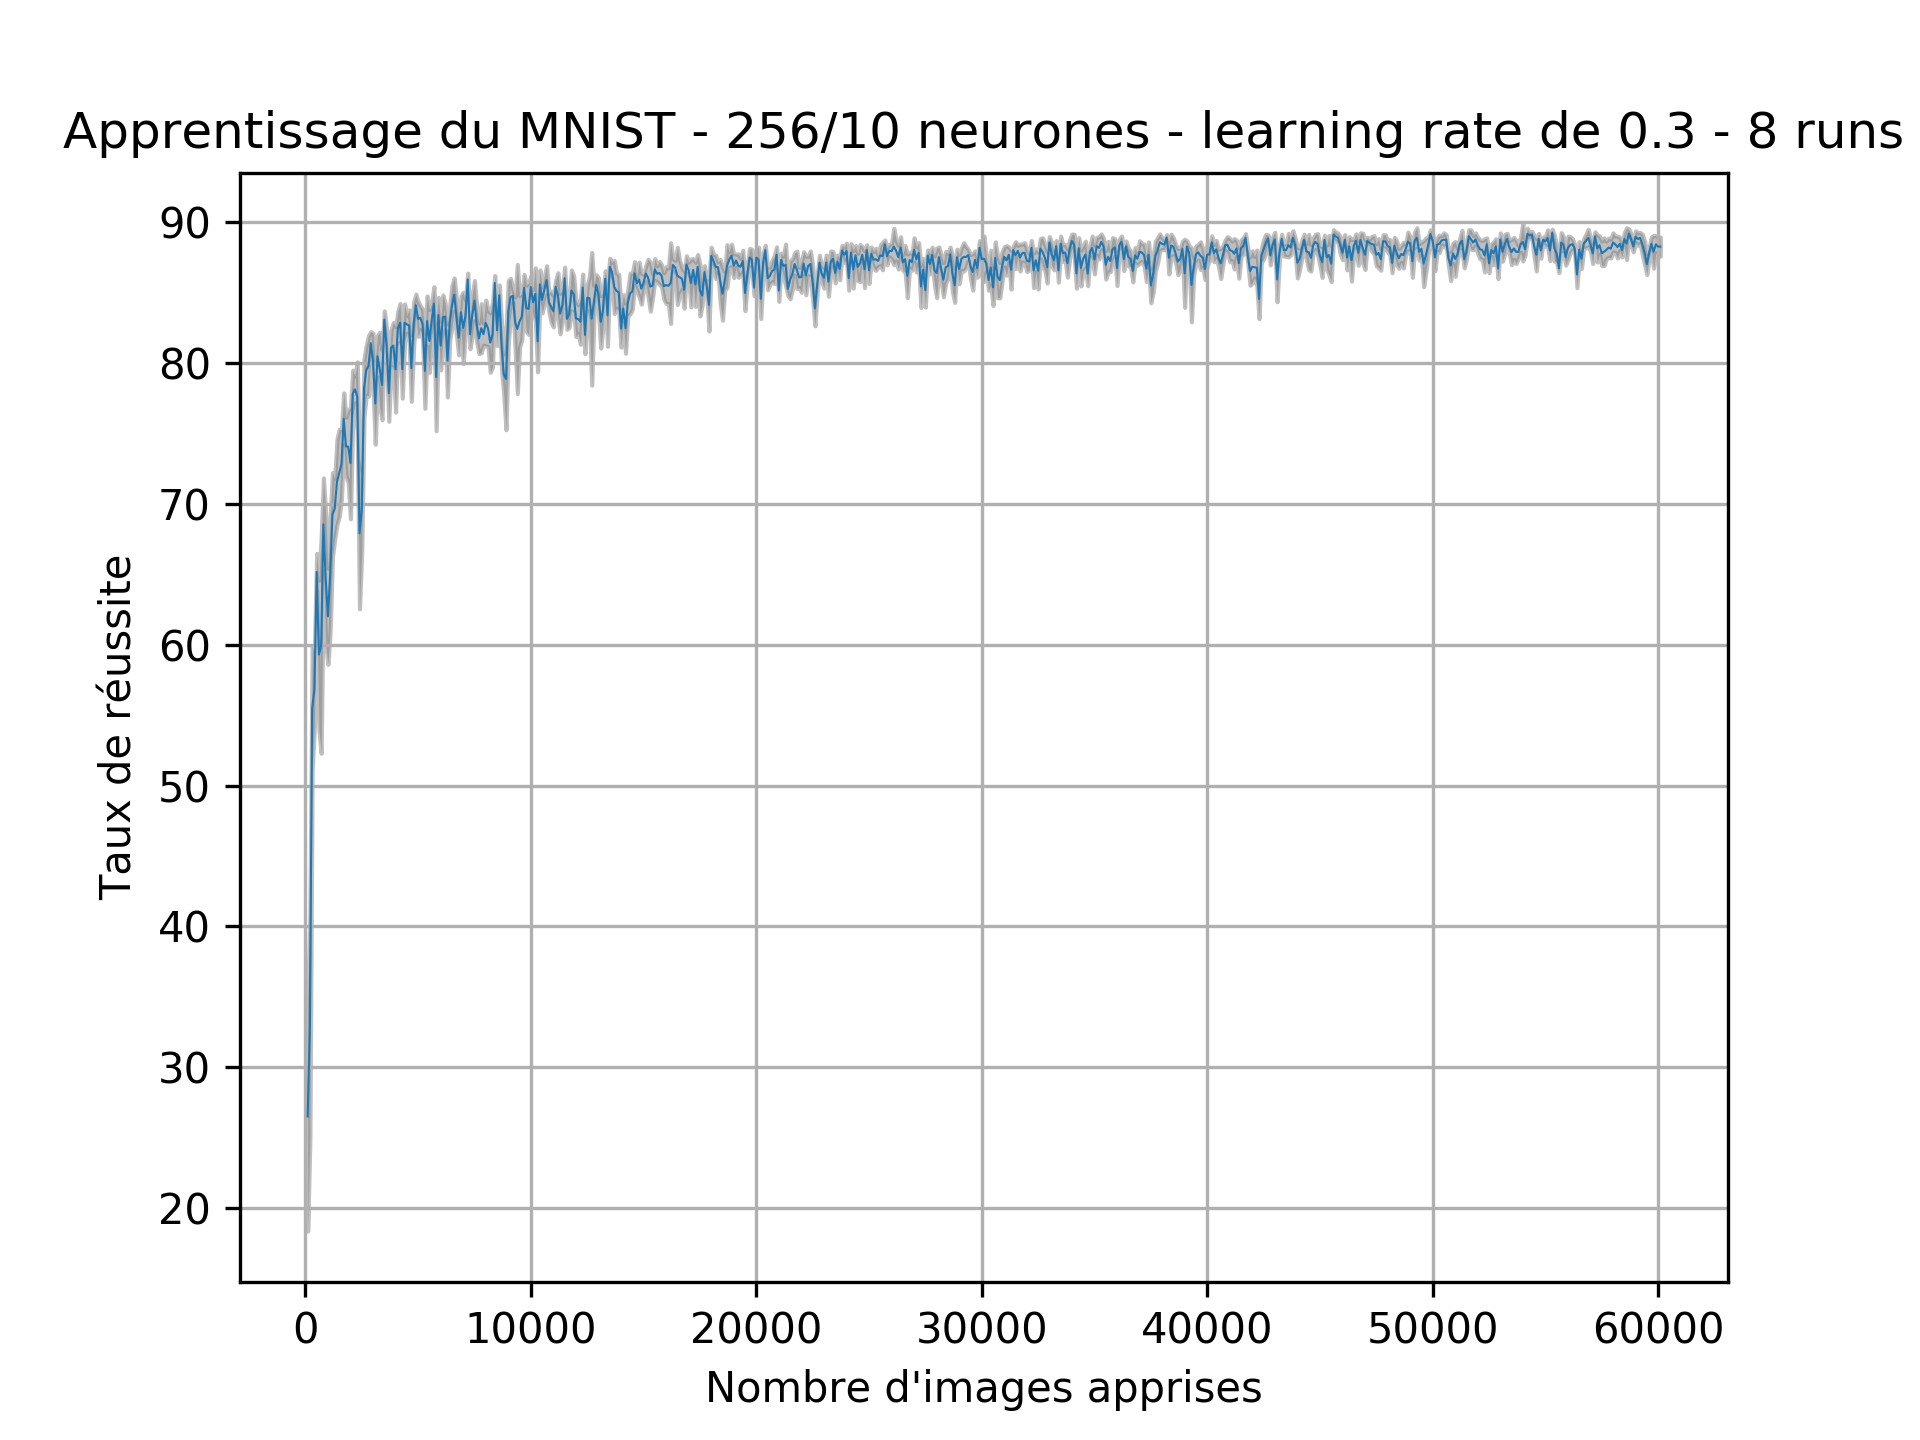 Apprentissage du MNIST - 256/10 neurones - learning rate de 0.3 - 8 runs
90
80
70
60
50
40
30
20
Taux de réussite
0 10000 20000 30000 40000 50000 60000
Nombre d'images apprises